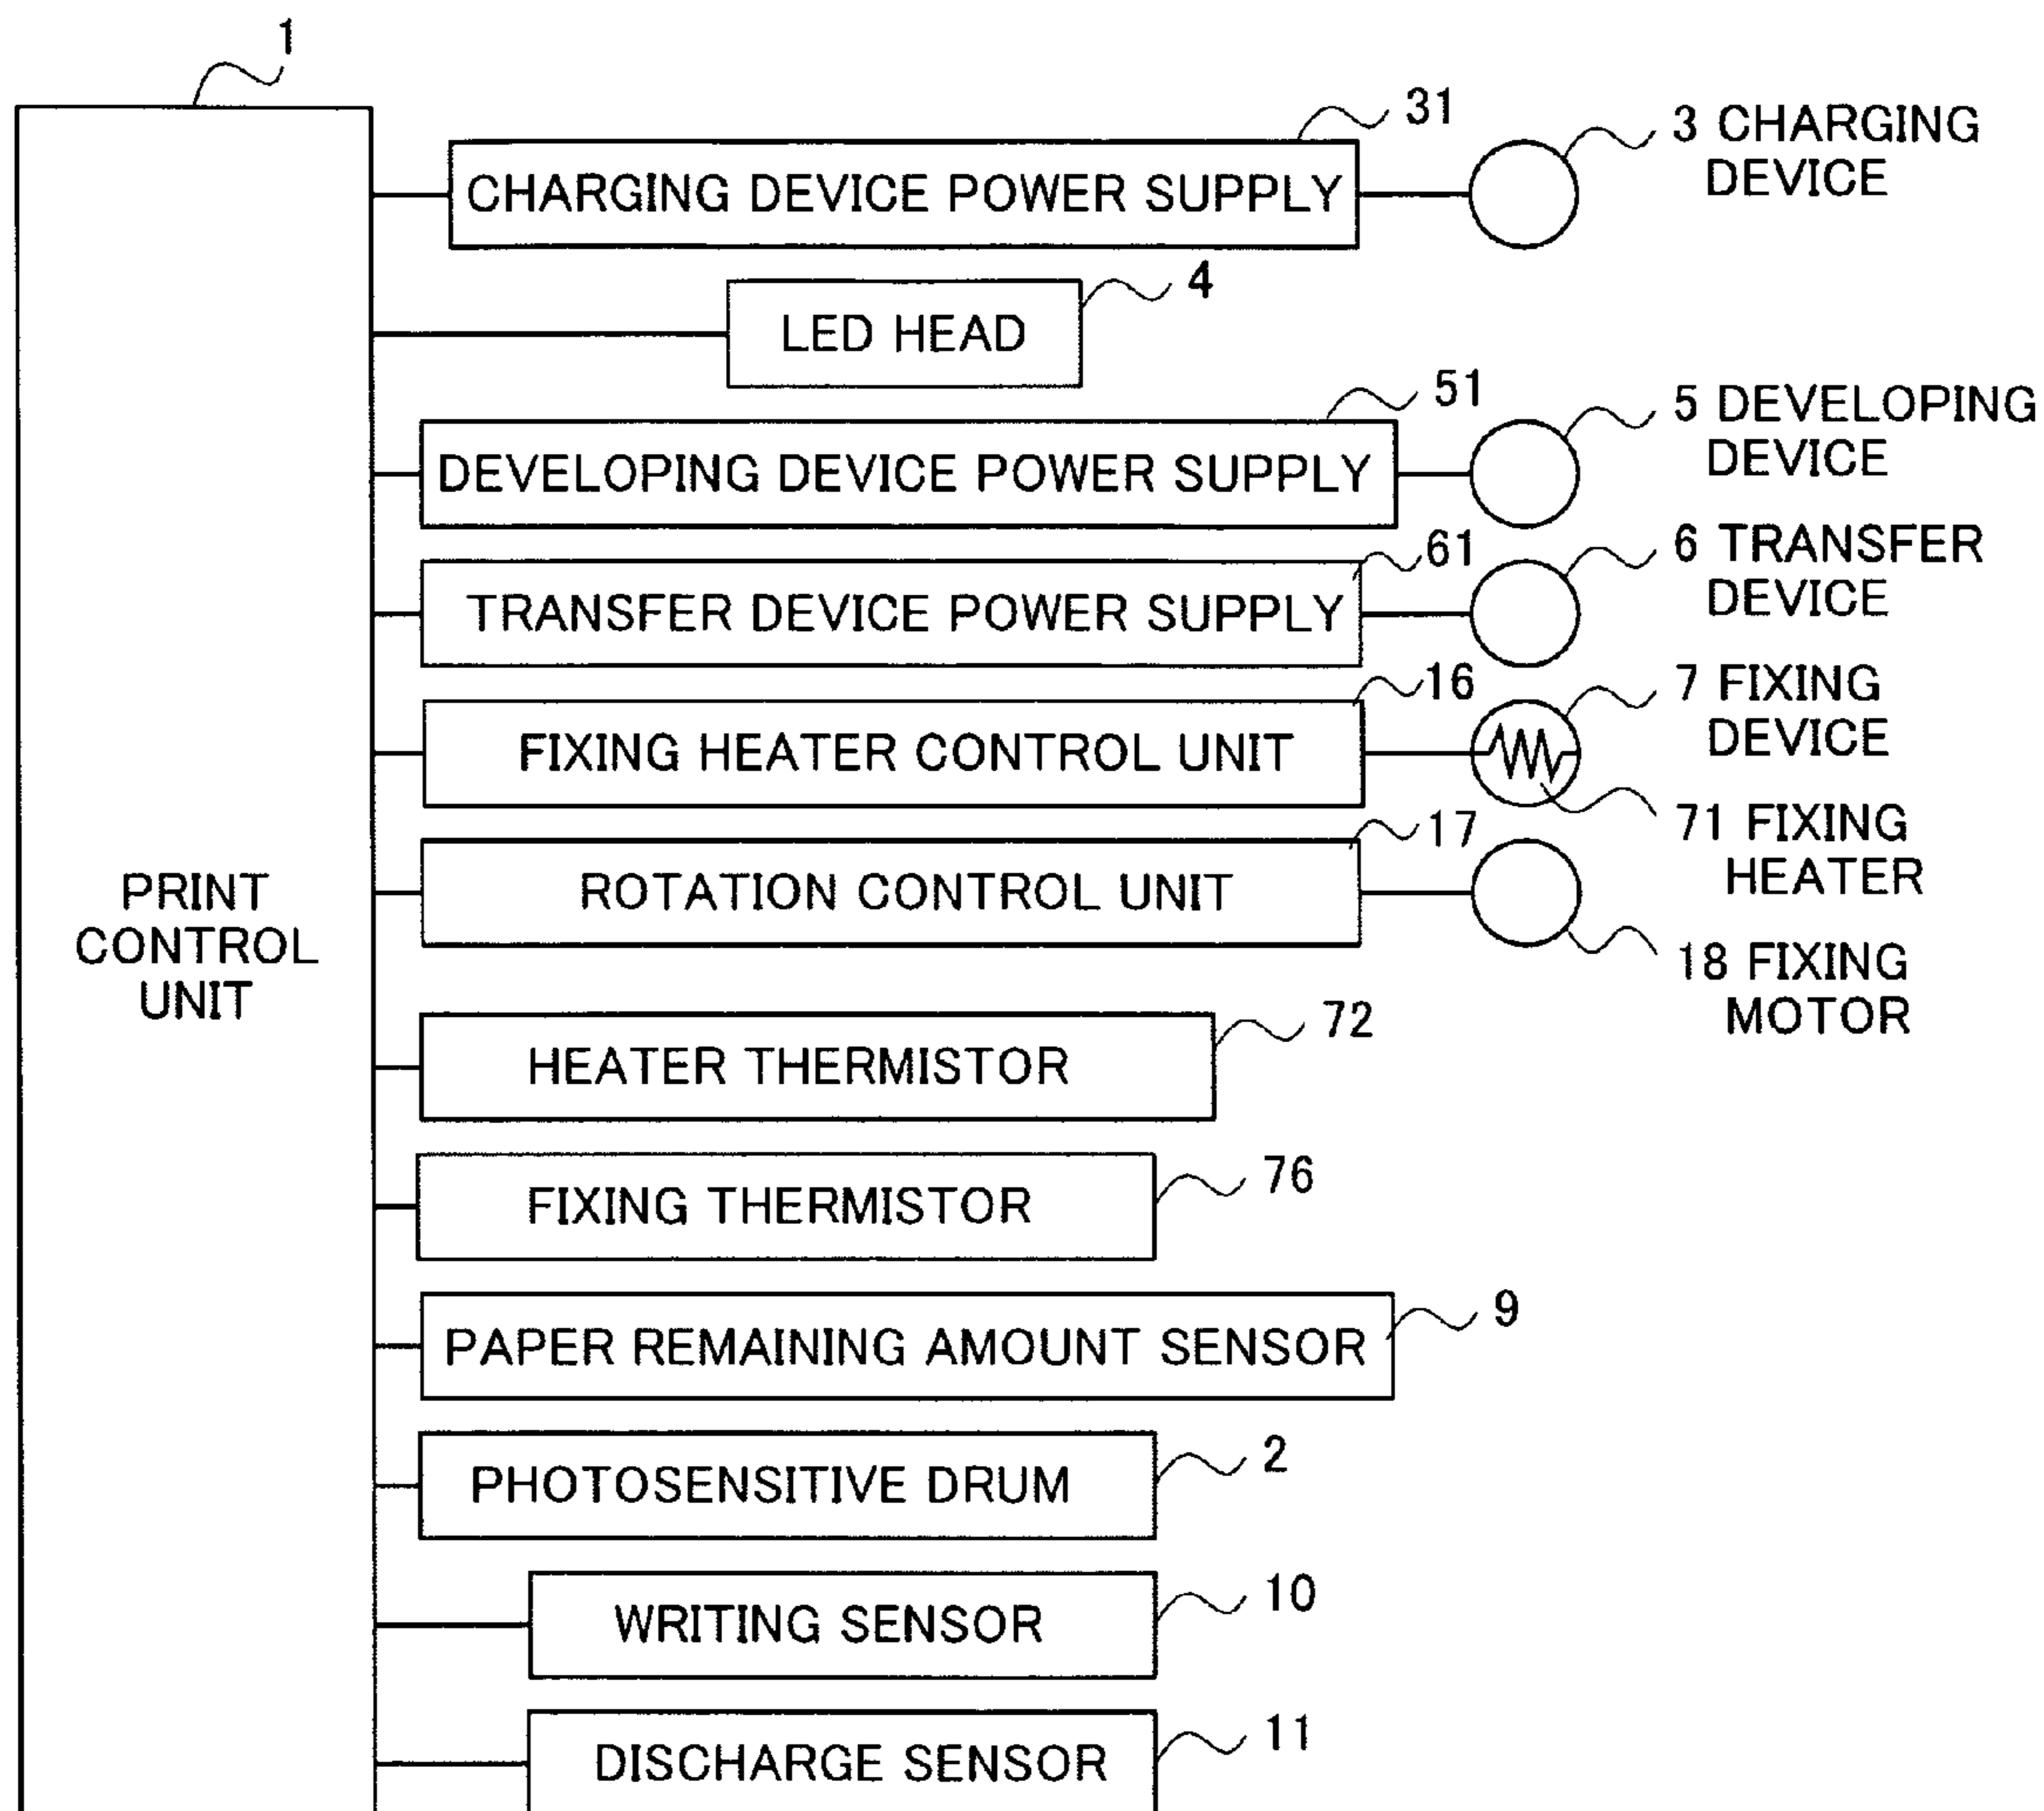 1
31
3 CHARGING
DEVICE
CHARGING DEVICE POWER SUPPLY
4
LED HEAD
51
5 DEVELOPING
DEVICE
DEVELOPING DEVICE POWER SUPPLY
61
6 TRANSFER
DEVICE
TRANSFER DEVICE POWER SUPPLY
16
7 FIXING
DEVICE
FIXING HEATER CONTROL UNIT
71 FIXING
HEATER
17
ROTATION CONTROL UNIT
18 FIXING
MOTOR
PRINT
CONTROL
UNIT
72
HEATER THERMISTOR
76
FIXING THERMISTOR
9
PAPER REMAINING AMOUNT SENSOR
2
PHOTOSENSITIVE DRUM
10
WRITING SENSOR
11
DISCHARGE SENSOR